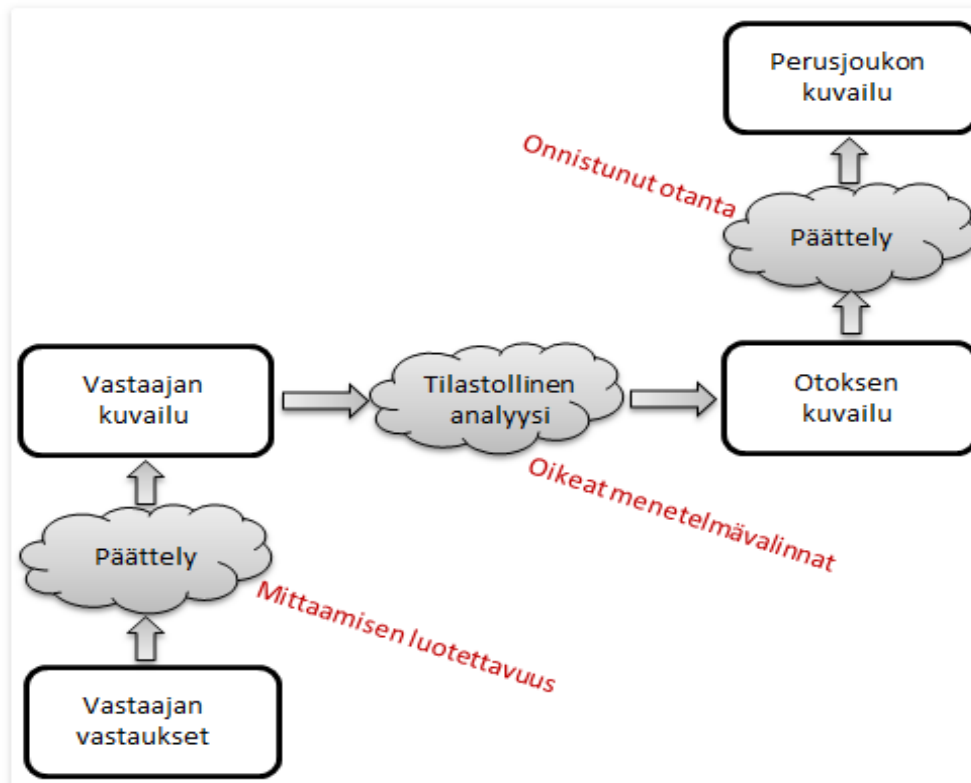 Perusjoukon
kuvailu
Onnistunut otanta
Päättely
Vastaajan
kuvailu
Tilastollinen
analyysi
Otoksen
kuvailu
Oikeat menetelmävalinnat
Päättely
Mittaamisen luotettavuus
Vastaajan
vastaukset